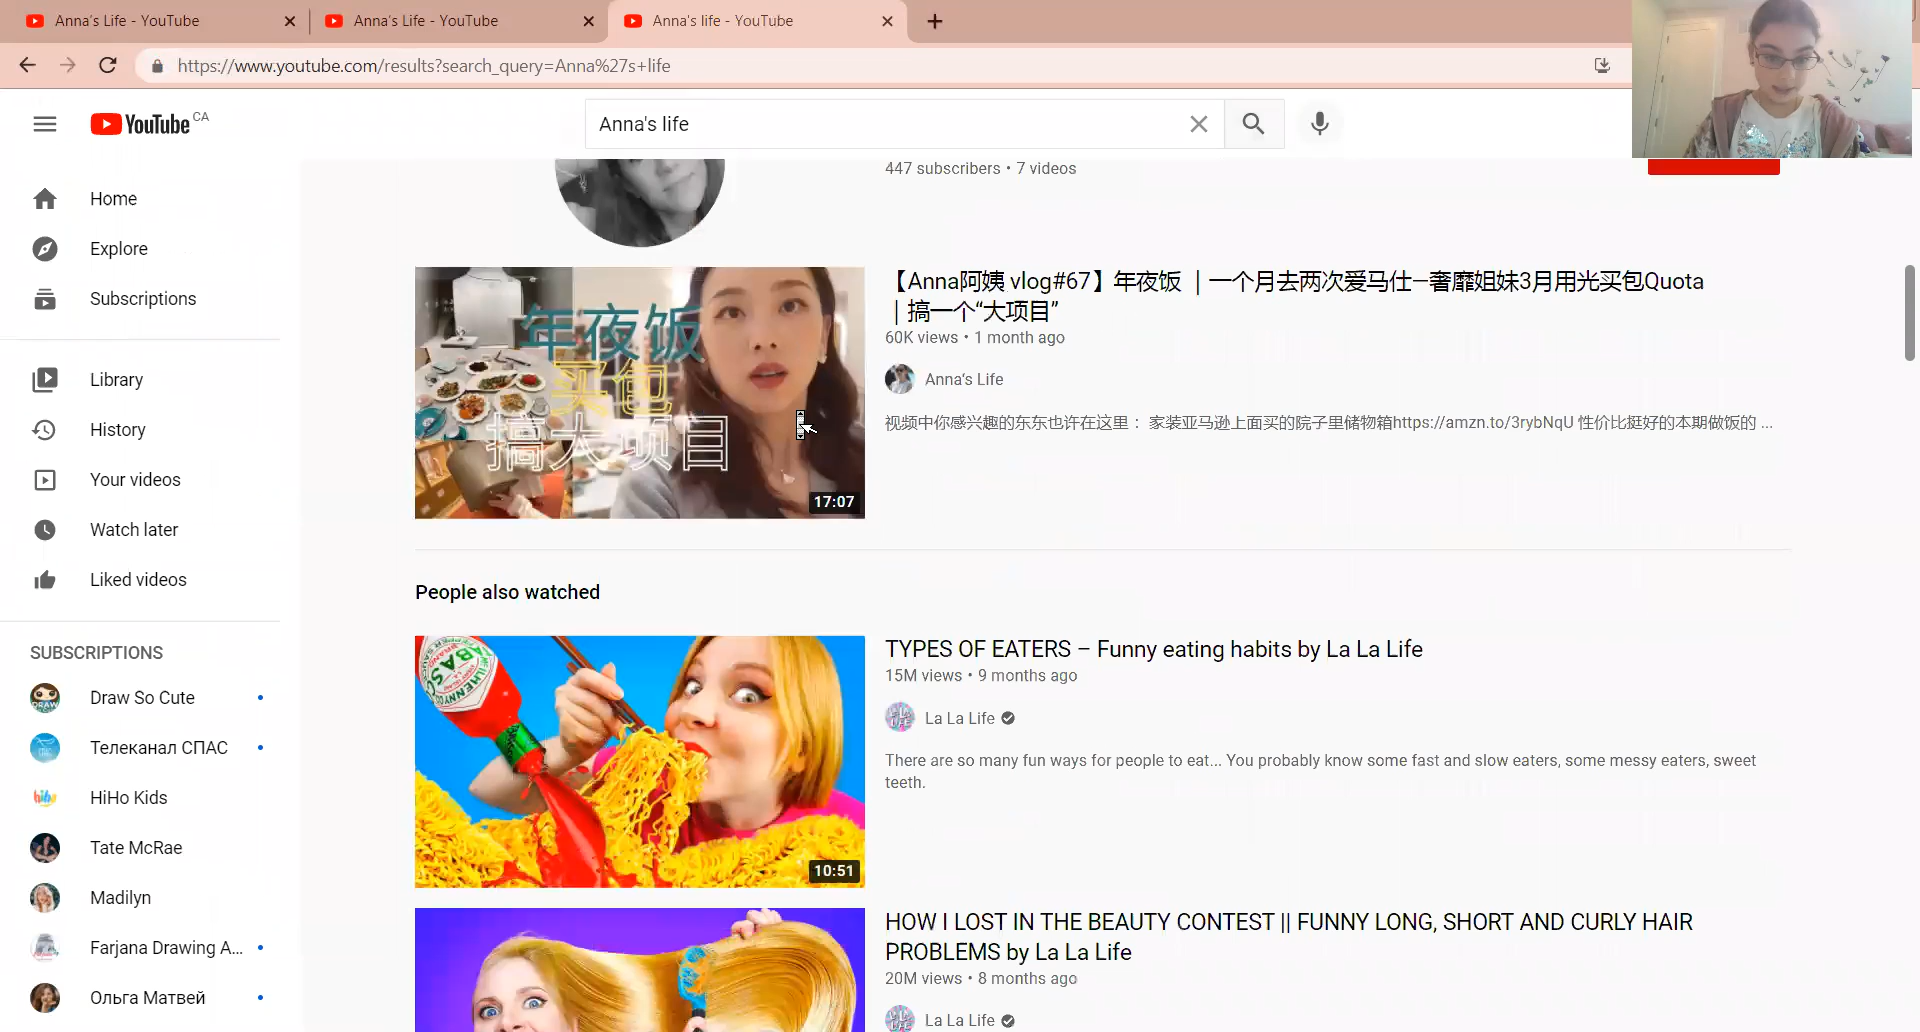 Anna's Life - YouTube
Anna's Life - YouTube
Anna's life - YouTube
https://www.youtube.com/results?search_query=Anna%27s+life
YouTube CA
Anna's life
Home
Explore
Subscriptions
Library
History
Your videos
Watch later
Liked videos
SUBSCRIPTIONS
Draw So Cute
Телеканал СПАС
HiHo Kids
Tate McRae
Madilyn
Farjana Drawing A...
Ольга Матвей
447 subscribers • 7 videos
年夜饭
买包
搞大项目
17:07
【Anna阿姨 vlog#67】年夜饭 ｜一个月去两次爱马仕—奢靡姐妹3月用光买包Quota
｜搞一个“大项目”
60K views • 1 month ago
Anna's Life
视频中你感兴趣的东东也许在这里： 家装亚马逊上面买的院子里储物箱https://amzn.to/3rybNqU 性价比挺好的本期做饭的 ...
People also watched
10:51
TYPES OF EATERS – Funny eating habits by La La Life
15M views • 9 months ago
La La Life
There are so many fun ways for people to eat... You probably know some fast and slow eaters, some messy eaters, sweet
teeth.
HOW I LOST IN THE BEAUTY CONTEST || FUNNY LONG, SHORT AND CURLY HAIR
PROBLEMS by La La Life
20M views • 8 months ago
La La Life